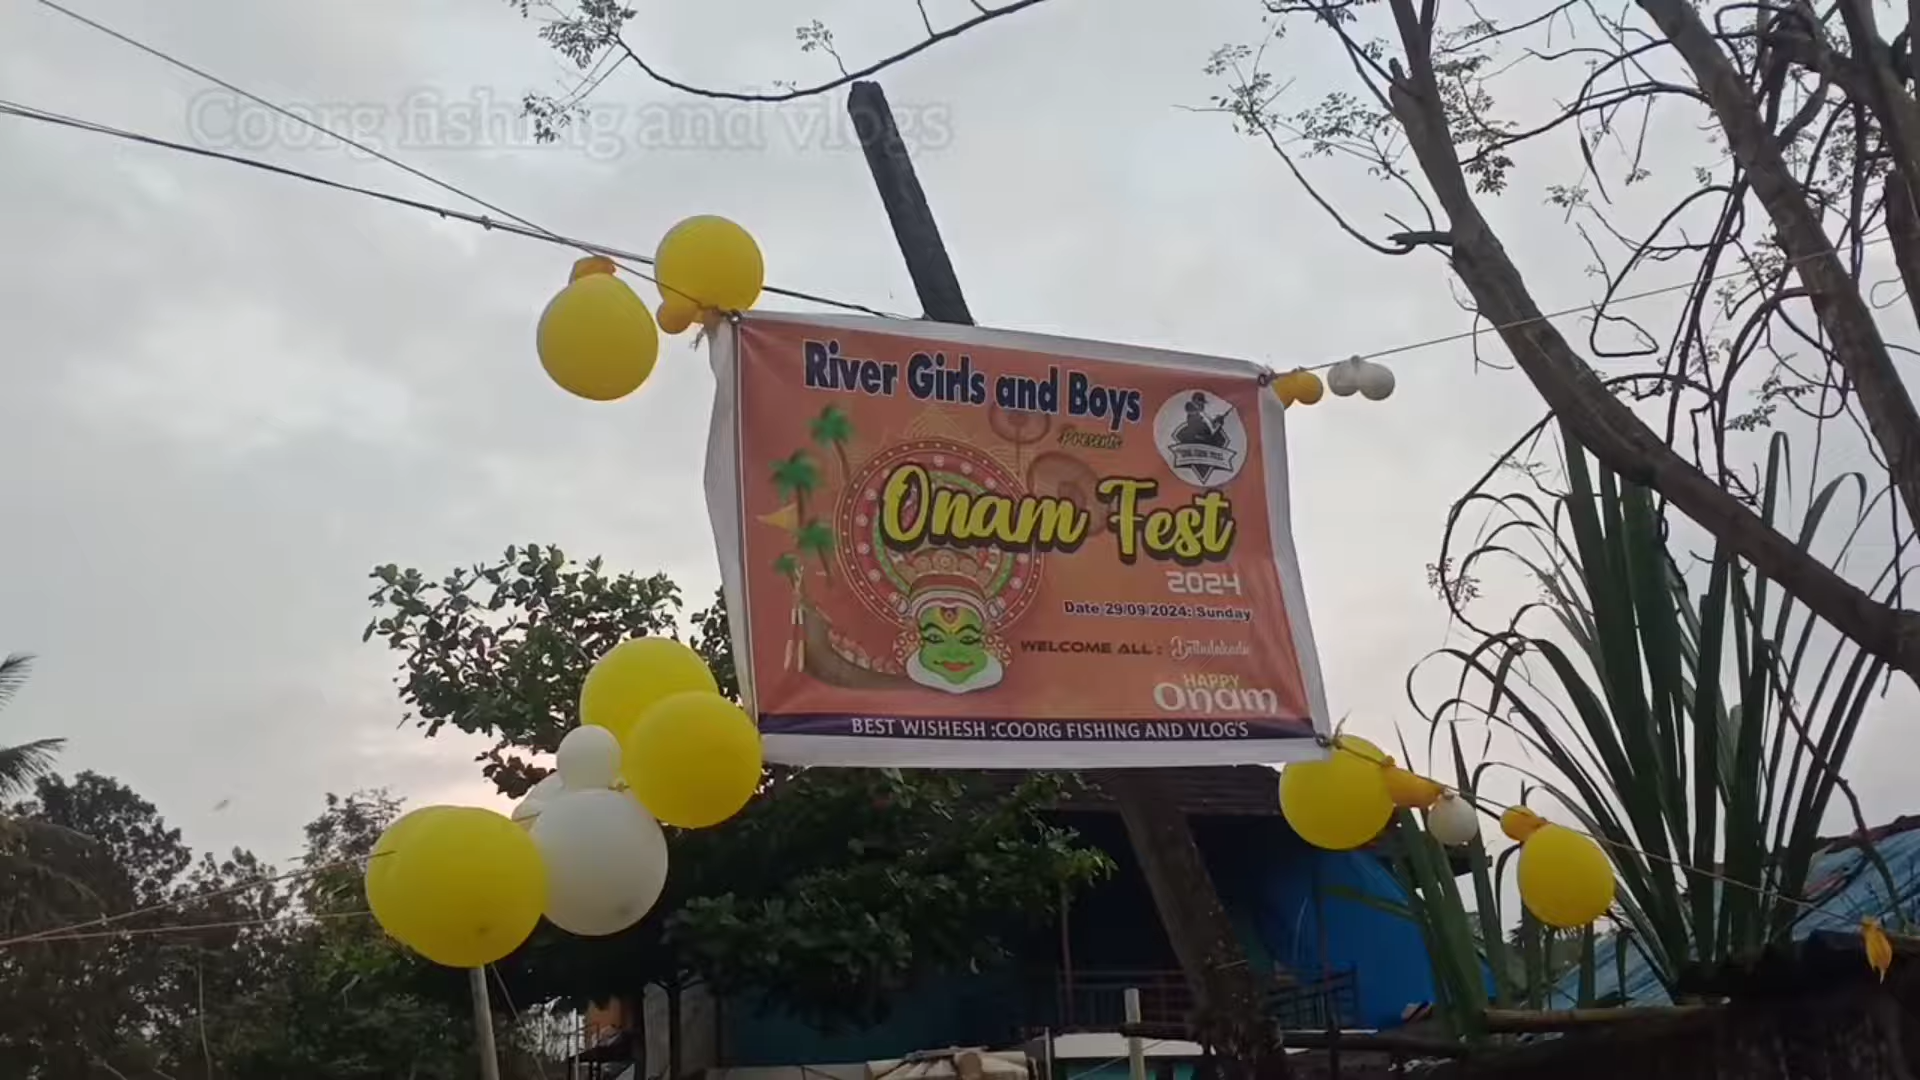 Coorg fishing and vlogs
River Girls and Boys
Presents
Onam Fest
2024
Date 29/09/2024: Sunday
WELCOME ALL :
HAPPY
Onam
BEST WISHESH :COORG FISHING AND VLOG'S